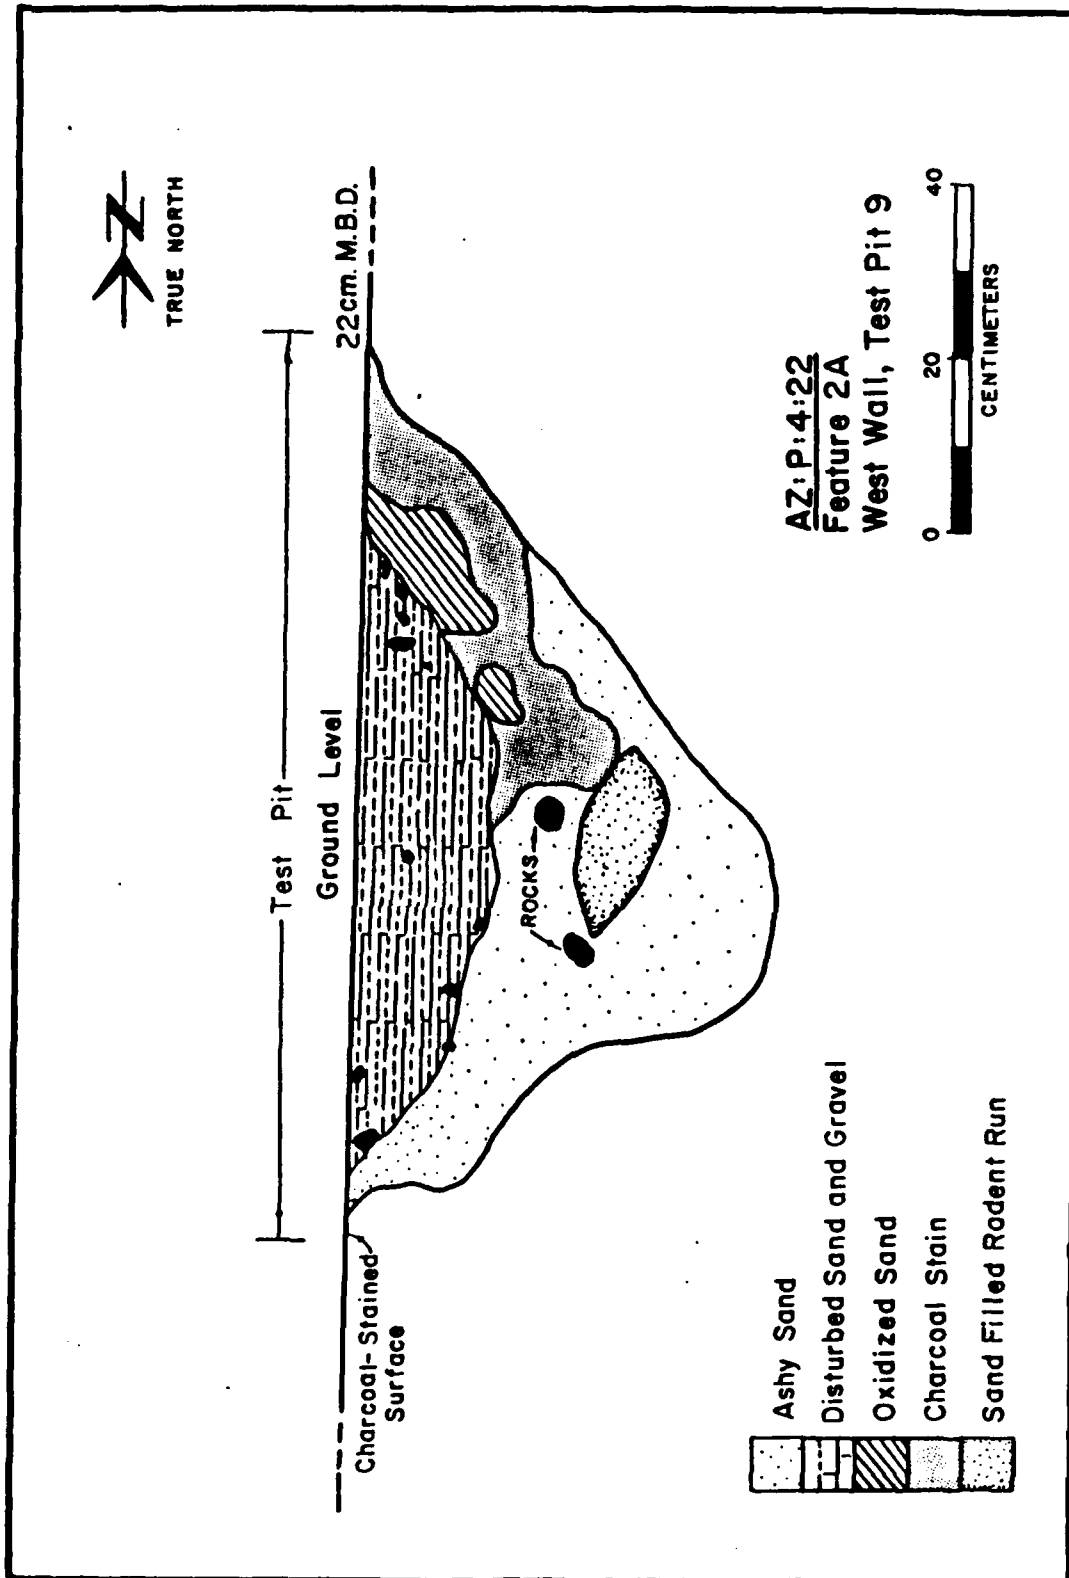 N
TRUE NORTH
Test Pit
Ground Level
22cm. M.B.D.
Charcoal-Stained
Surface
ROCKS
AZ:P:4:22
Feature 2A
West Wall, Test Pit 9
0 20 40
CENTIMETERS
Ashy Sand
Disturbed Sand and Gravel
Oxidized Sand
Charcoal Stain
Sand Filled Rodent Run